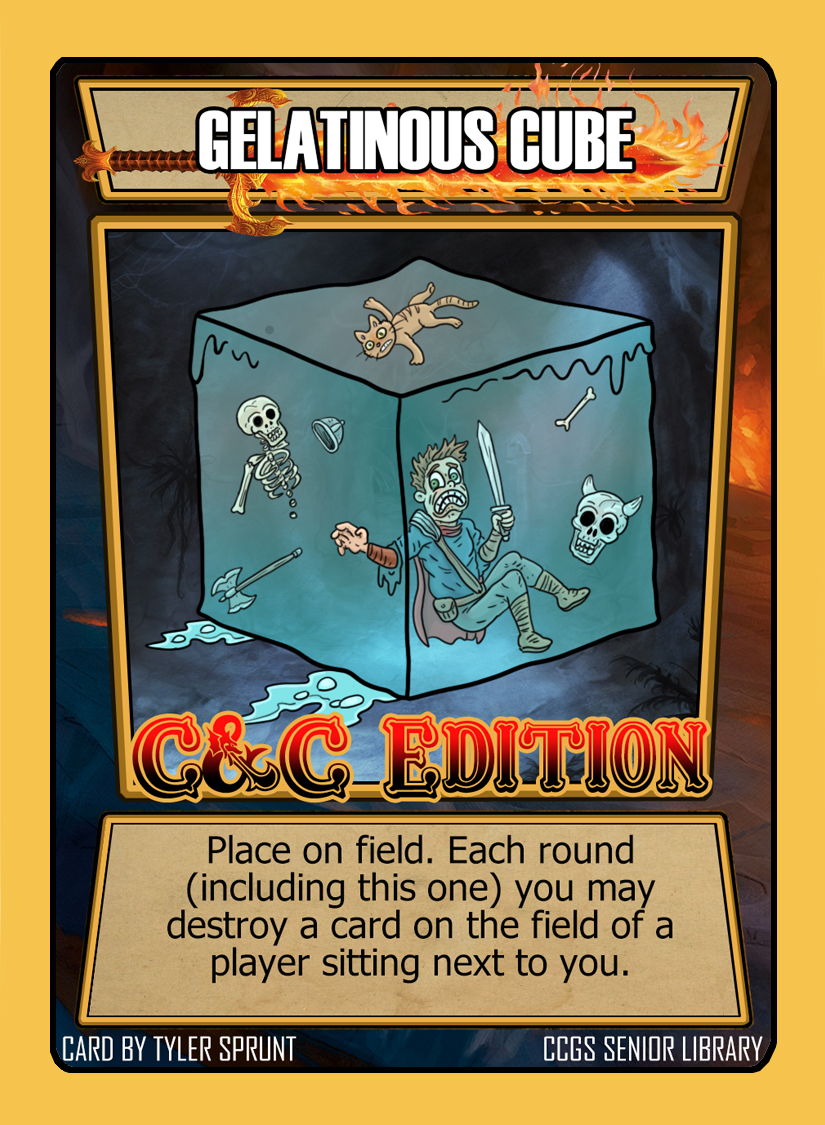 GELATINOUS CUBE
C&C EDITION
Place on field. Each round
(including this one) you may
destroy a card on the field of a
player sitting next to you.
CARD BY TYLER SPRUNT
CCGS SENIOR LIBRARY